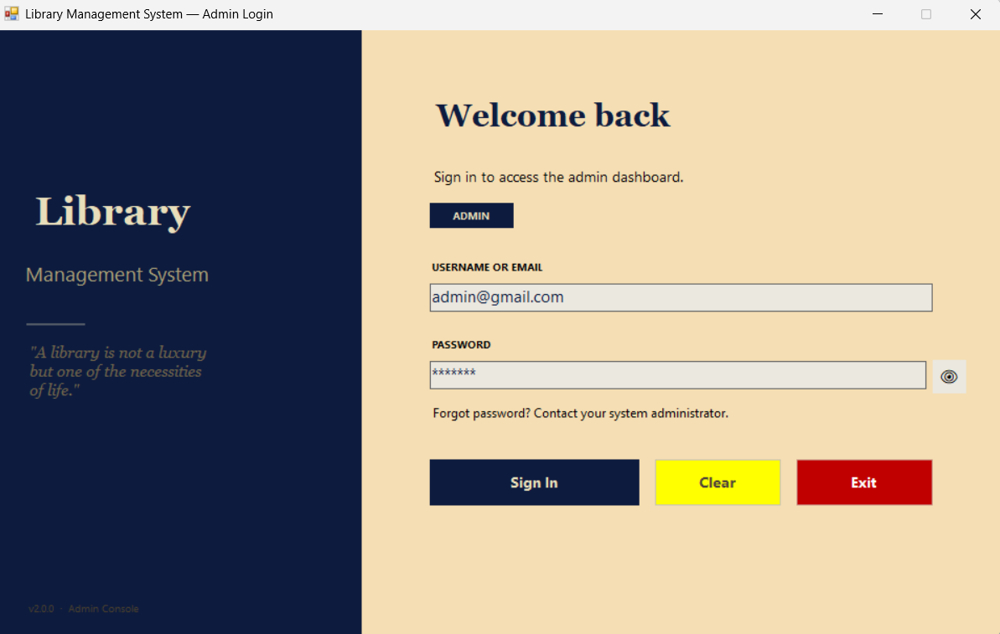 Library Management System — Admin Login
Library
Management System
"A library is not a luxury
but one of the necessities
of life."
v2.0.0 · Admin Console
Welcome back
Sign in to access the admin dashboard.
ADMIN
USERNAME OR EMAIL
admin@gmail.com
PASSWORD
*******
Forgot password? Contact your system administrator.
Sign In
Clear
Exit